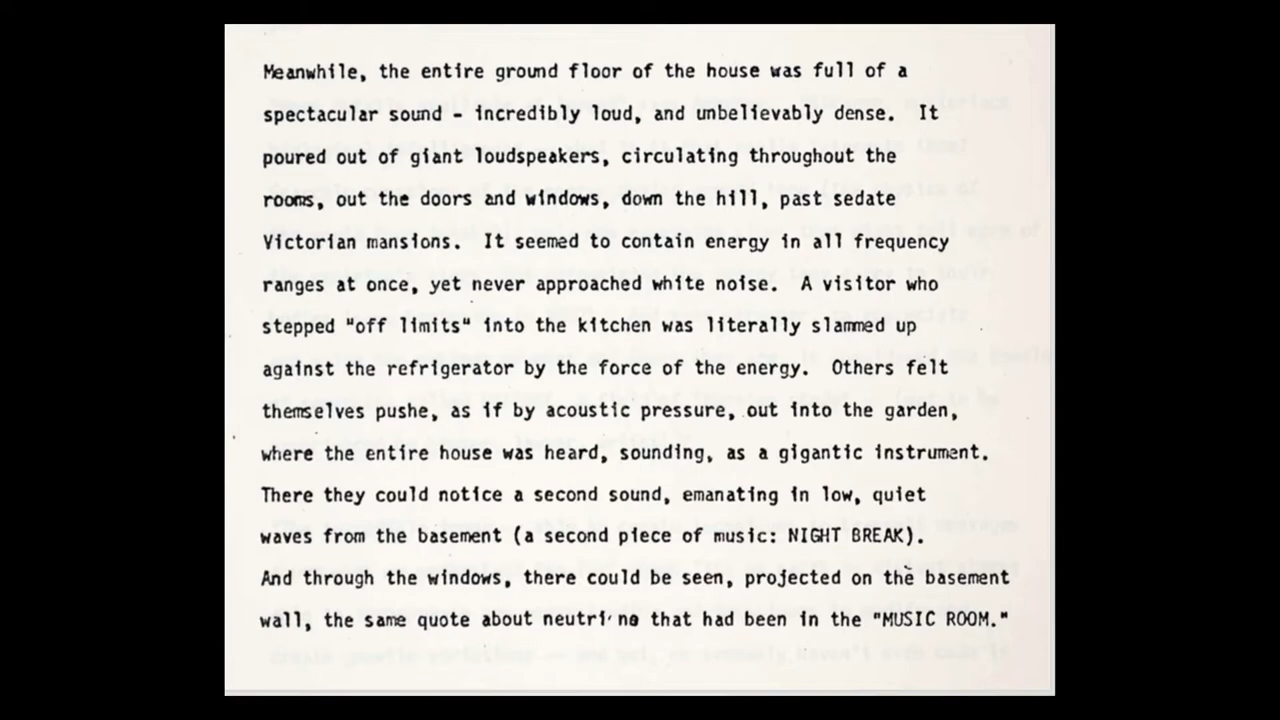 Meanwhile, the entire ground floor of the house was full of a
spectacular sound - incredibly loud, and unbelievably dense. It
poured out of giant loudspeakers, circulating throughout the
rooms, out the doors and windows, down the hill, past sedate
Victorian mansions. It seemed to contain energy in all frequency
ranges at once, yet never approached white noise. A visitor who
stepped "off limits" into the kitchen was literally slammed up
against the refrigerator by the force of the energy. Others felt
themselves pushe, as if by acoustic pressure, out into the garden,
where the entire house was heard, sounding, as a gigantic instrument.
There they could notice a second sound, emanating in low, quiet
waves from the basement (a second piece of music: NIGHT BREAK).
And through the windows, there could be seen, projected on the basement
wall, the same quote about neutrino that had been in the "MUSIC ROOM."